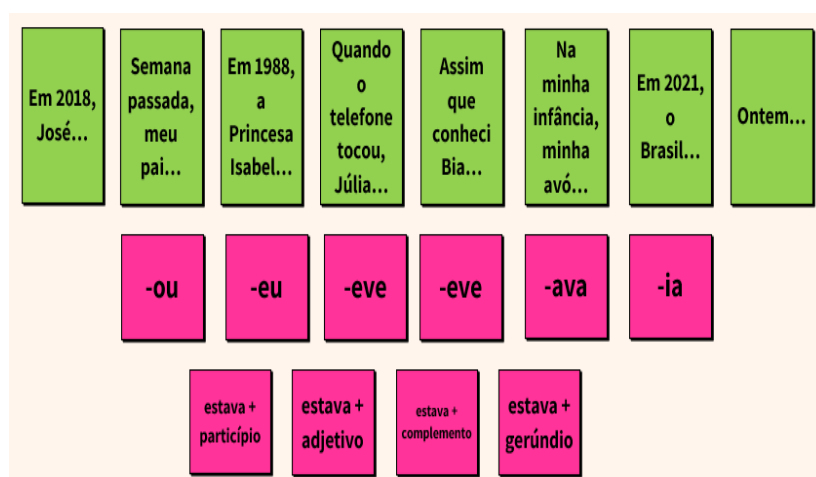 Em 2018,
José...
Semana
passada,
meu
pai...
Em 1988,
a
Princesa
Isabel...
Quando
o
telefone
tocou,
Júlia...
Assim
que
conheci
Bia...
Na
minha
infância,
minha
avó...
Em 2021,
o
Brasil...
Ontem...
-ou
-eu
-eve
-eve
-ava
-ia
estava +
particípio
estava +
adjetivo
estava +
complemento
estava +
gerúndio